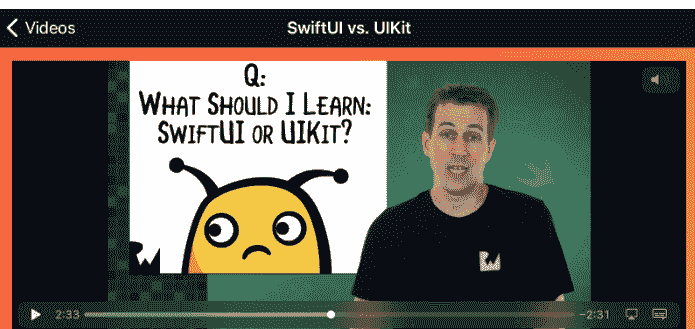 Videos
SwiftUI vs. UIKit
Q:
WHAT SHOULD I LEARN:
SWIFTUI OR UIKIT?
2:33
-2:31